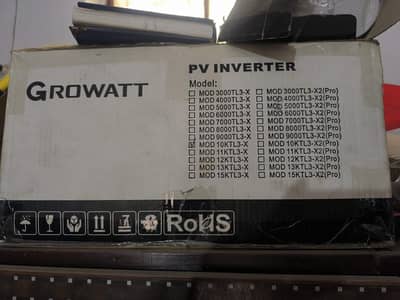 GROWATT
PV INVERTER
Model:
MOD 3000TL3-X MOD 3000TL3-X2(Pro)
MOD 4000TL3-X MOD 4000TL3-X2(Pro)
MOD 5000TL3-X MOD 5000TL3-X2(Pro)
MOD 6000TL3-X MOD 6000TL3-X2(Pro)
MOD 7000TL3-X MOD 7000TL3-X2(Pro)
MOD 8000TL3-X MOD 8000TL3-X2(Pro)
MOD 9000TL3-X MOD 9000TL3-X2(Pro)
MOD 10KTL3-X MOD 10KTL3-X2(Pro)
MOD 11KTL3-X MOD 11KTL3-X2(Pro)
MOD 12KTL3-X MOD 12KTL3-X2(Pro)
MOD 13KTL3-X MOD 13KTL3-X2(Pro)
MOD 15KTL3-X MOD 15KTL3-X2(Pro)
RoHS